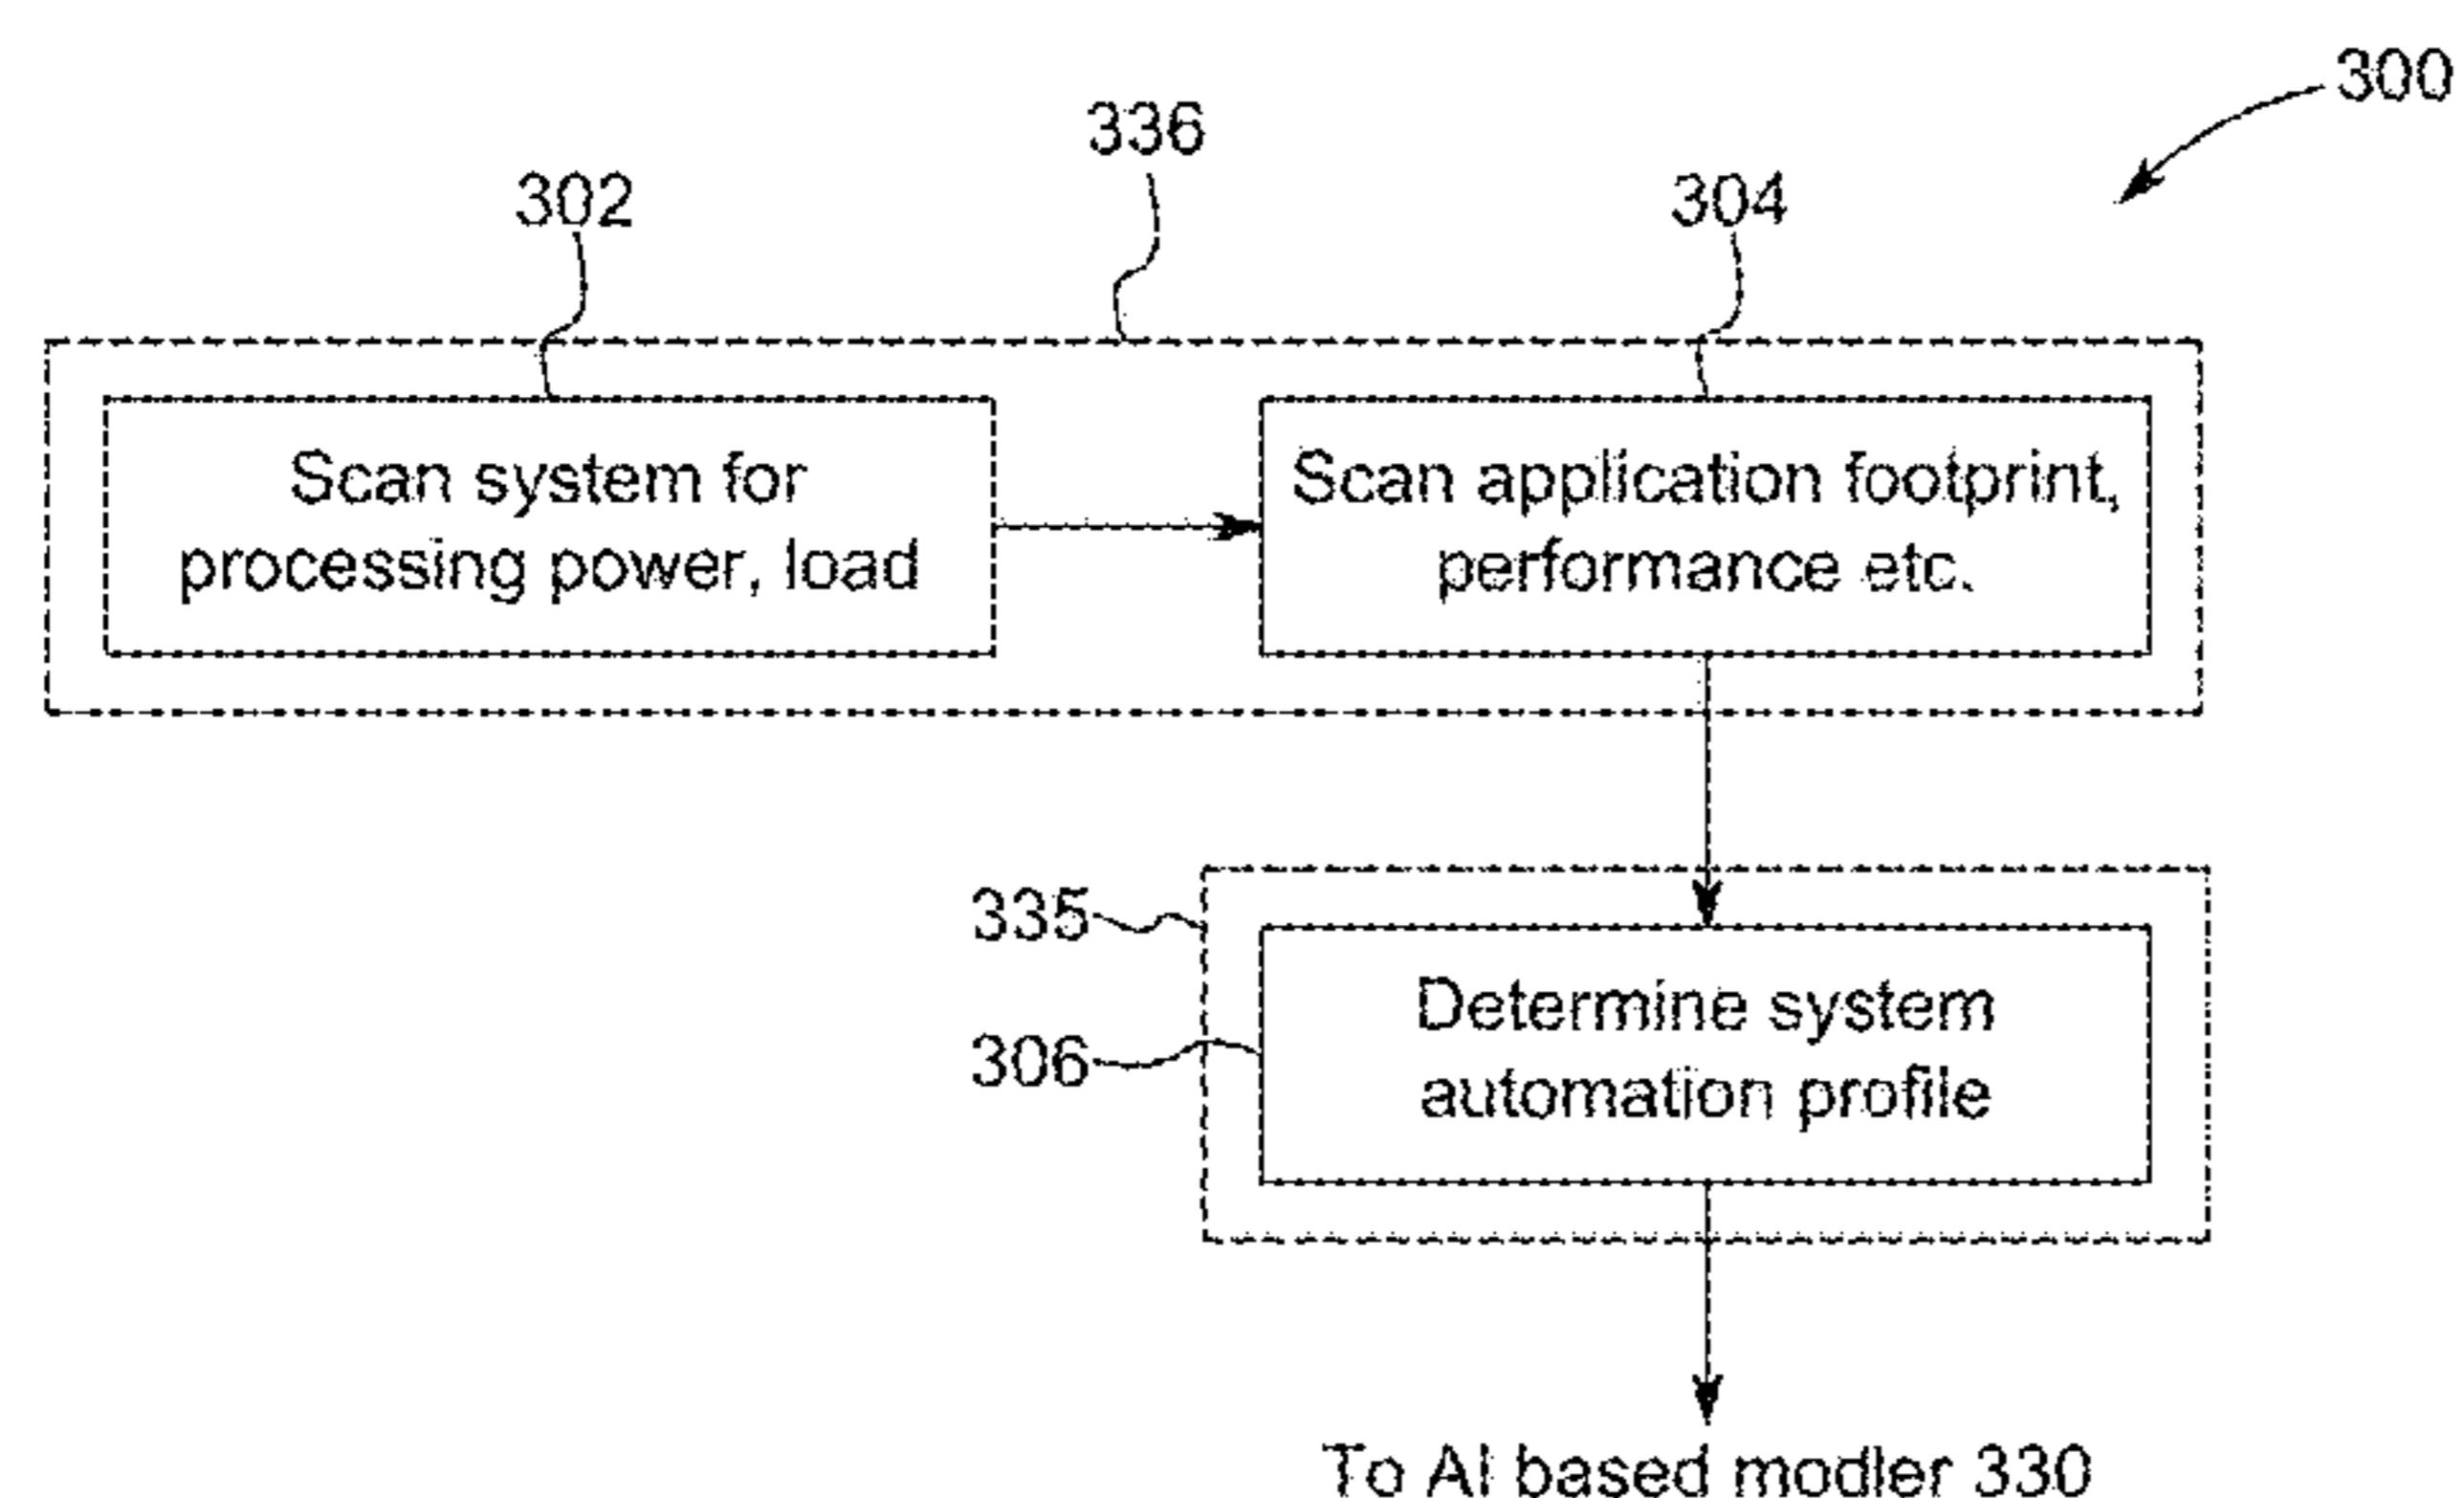 300
336
302
304
Scan system for
processing power, load
Scan application footprint,
performance etc.
335
306
Determine system
automation profile
To AI based modler 330